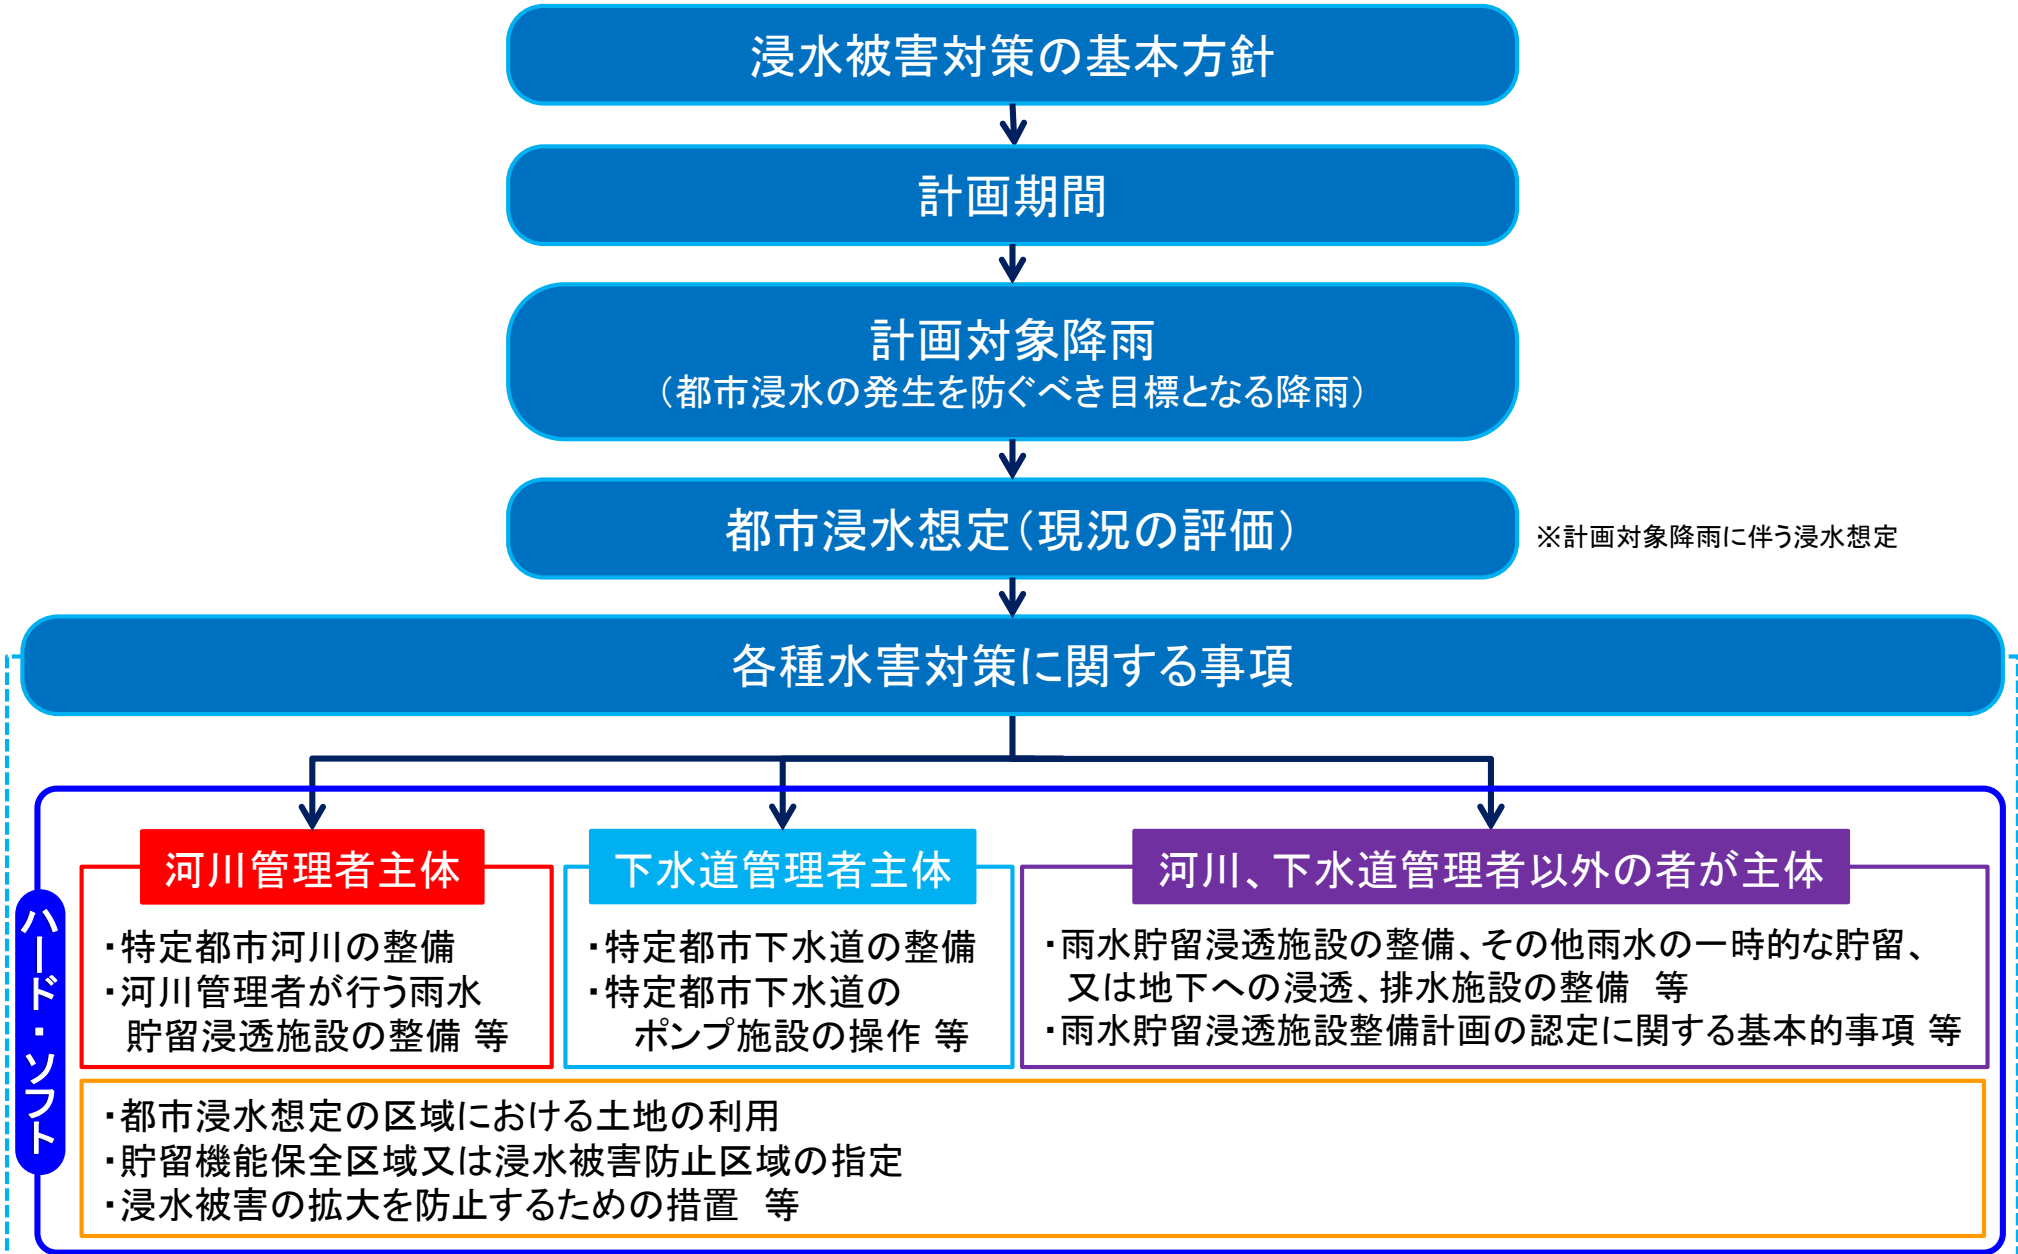 浸水被害対策の基本方針
計画期間
計画対象降雨
（都市浸水の発生を防ぐべき目標となる降雨）
都市浸水想定（現況の評価）
※計画対象降雨に伴う浸水想定
各種水害対策に関する事項
ハード・ソフト
河川管理者主体
・特定都市河川の整備
・河川管理者が行う雨水
貯留浸透施設の整備 等
下水道管理者主体
・特定都市下水道の整備
・特定都市下水道の
ポンプ施設の操作 等
河川、下水道管理者以外の者が主体
・雨水貯留浸透施設の整備、その他雨水の一時的な貯留、
又は地下への浸透、排水施設の整備　等
・雨水貯留浸透施設整備計画の認定に関する基本的事項 等
・都市浸水想定の区域における土地の利用
・貯留機能保全区域又は浸水被害防止区域の指定
・浸水被害の拡大を防止するための措置　等